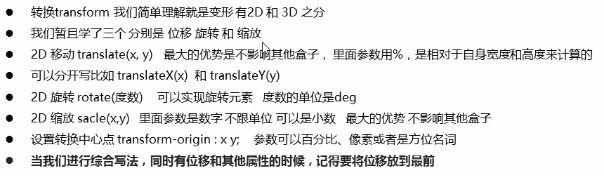 转换transform 我们简单理解就是变形 有2D 和 3D 之分
我们暂且学了三个 分别是 位移 旋转 和 缩放
2D 移动 translate(x, y) 最大的优势是不影响其他盒子, 里面参数用%,是相对于自身宽度和高度来计算的
可以分开写比如 translateX(x) 和 translateY(y)
2D 旋转 rotate(度数) 可以实现旋转元素 度数的单位是deg
2D 缩放 sacle(x,y) 里面参数是数字 不跟单位 可以是小数 最大的优势 不影响其他盒子
设置转换中心点 transform-origin : x y; 参数可以百分比、像素或者是方位名词
当我们进行综合写法,同时有位移和其他属性的时候,记得要将位移放到最前